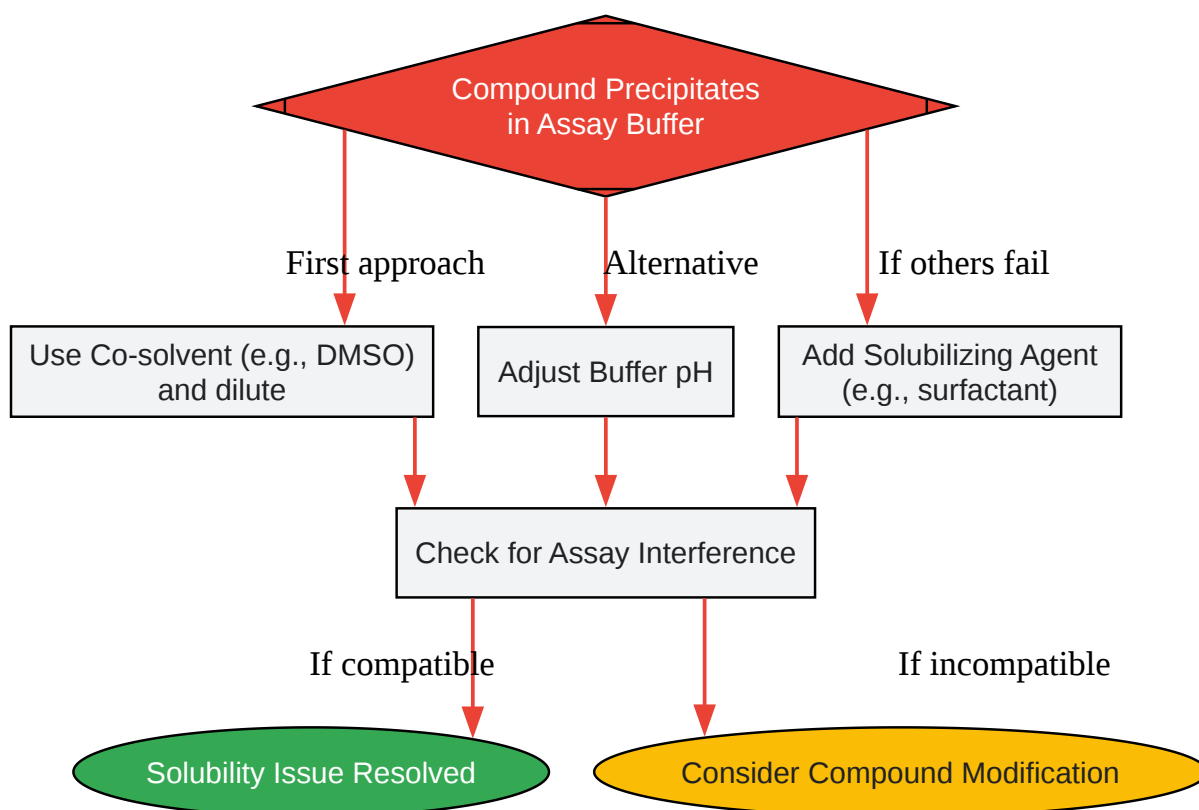 Compound Precipitates
in Assay Buffer
First approach
Alternative
If others fail
Use Co-solvent (e.g., DMSO)
and dilute
Adjust Buffer pH
Add Solubilizing Agent
(e.g., surfactant)
Check for Assay Interference
If compatible
If incompatible
Solubility Issue Resolved
Consider Compound Modification